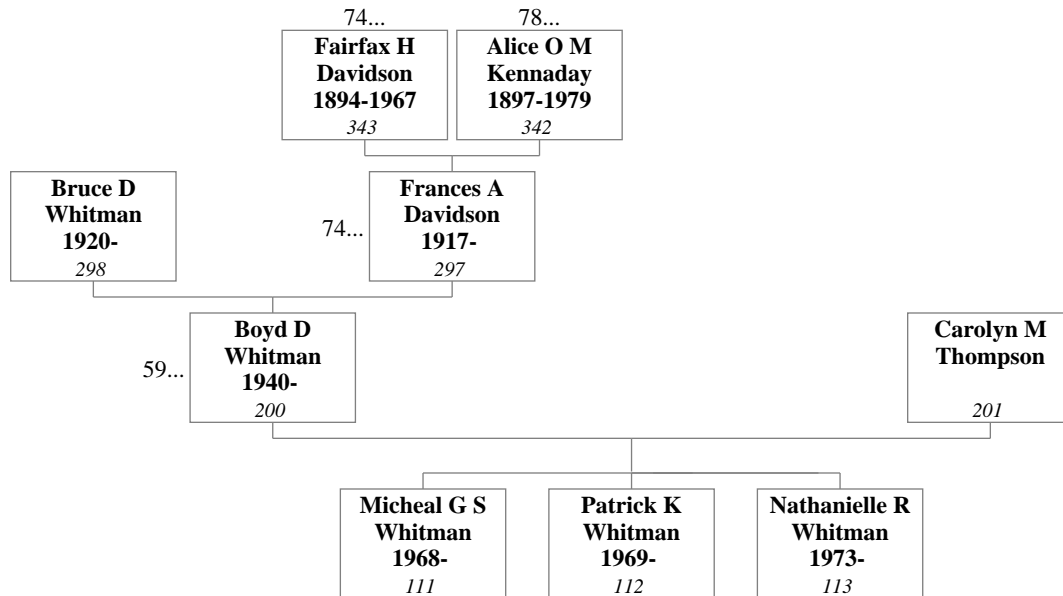 74...
78...
Fairfax H
Davidson
1894-1967
343
Alice O M
Kennaday
1897-1979
342
Bruce D
Whitman
1920-
298
74...
Frances A
Davidson
1917-
297
59...
Boyd D
Whitman
1940-
200
Carolyn M
Thompson
201
Micheal G S
Whitman
1968-
111
Patrick K
Whitman
1969-
112
Nathanielle R
Whitman
1973-
113